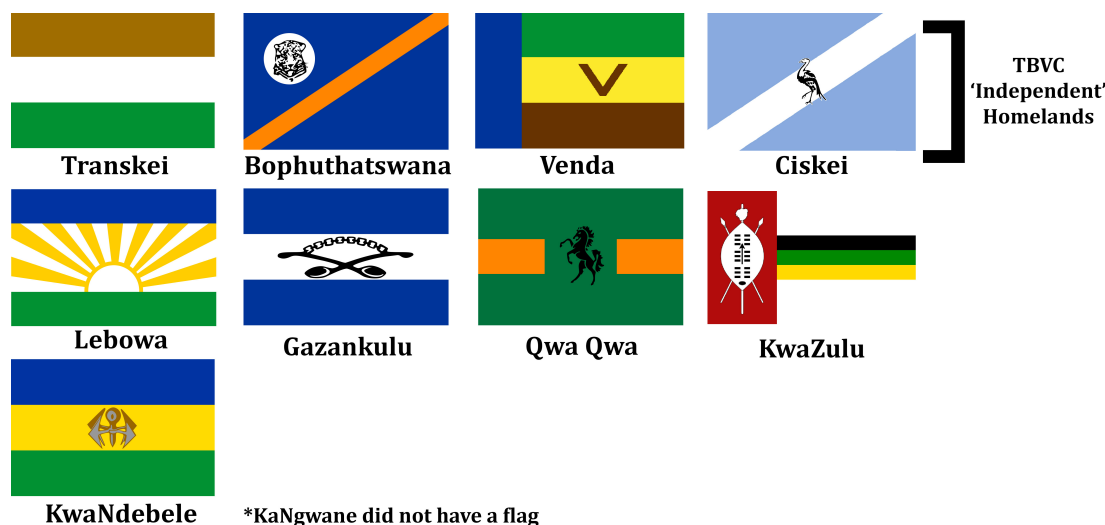 TBVC
‘Independent’
Homelands
Transkei
Bophuthatswana
Venda
Ciskei
Lebowa
Gazankulu
Qwa Qwa
KwaZulu
KwaNdebele
*KaNgwane did not have a flag